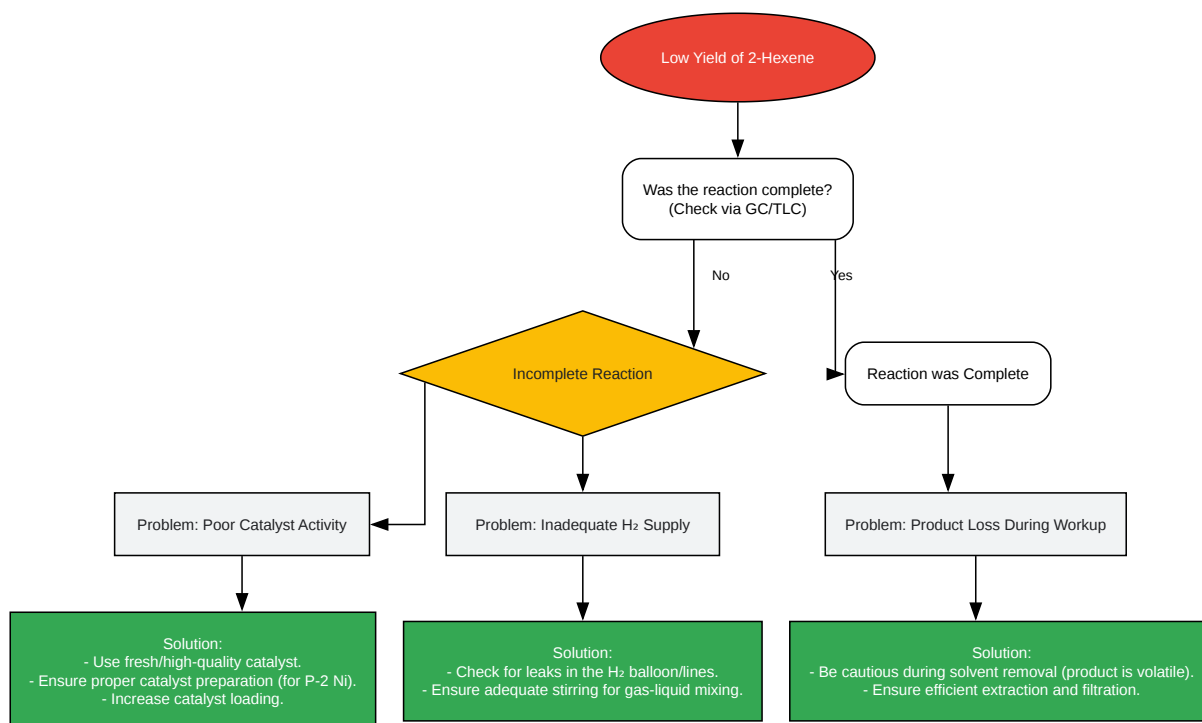 Low Yield of 2-Hexene
Was the reaction complete?
(Check via GC/TLC)
No
Yes
Incomplete Reaction
Reaction was Complete
Problem: Poor Catalyst Activity
Problem: Inadequate H₂ Supply
Problem: Product Loss During Workup
Solution:
- Use fresh/high-quality catalyst.
- Ensure proper catalyst preparation (for P-2 Ni).
- Increase catalyst loading.
Solution:
- Check for leaks in the H₂ balloon/lines.
- Ensure adequate stirring for gas-liquid mixing.
Solution:
- Be cautious during solvent removal (product is volatile).
- Ensure efficient extraction and filtration.